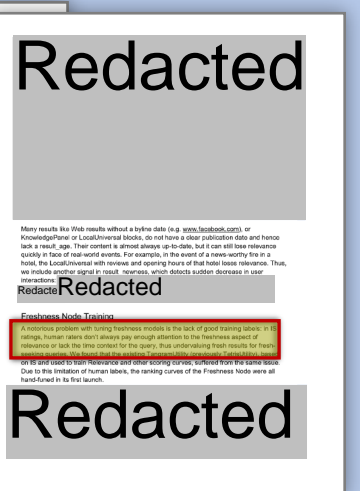 Redacted
Many results like Web results without a byline date (e.g. www.facebook.com), or
KnowledgePanel or LocalUniversal blocks, do not have a clear publication date and hence
lack a result_age. Their content is almost always up-to-date, but it can still lose relevance
quickly in face of real-world events. For example, in the event of a news-worthy fire in a
hotel, the LocalUniversal with reviews and opening hours of that hotel loses relevance. Thus,
we include another signal in result_newness, which detects sudden decrease in user
interactions:
Redacte Redacted
Freshness Node Training
A notorious problem with tuning freshness models is the lack of good training labels: in IS
ratings, human raters don't always pay enough attention to the freshness aspect of
relevance or lack the time context for the query, thus undervaluing fresh results for fresh-
seeking queries. We found that the existing TangramUtility (previously TetrisUtility), based
on IS and used to train Relevance and other scoring curves, suffered from the same issue.
Due to this limitation of human labels, the ranking curves of the Freshness Node were all
hand-funed in its first launch.
Redacted